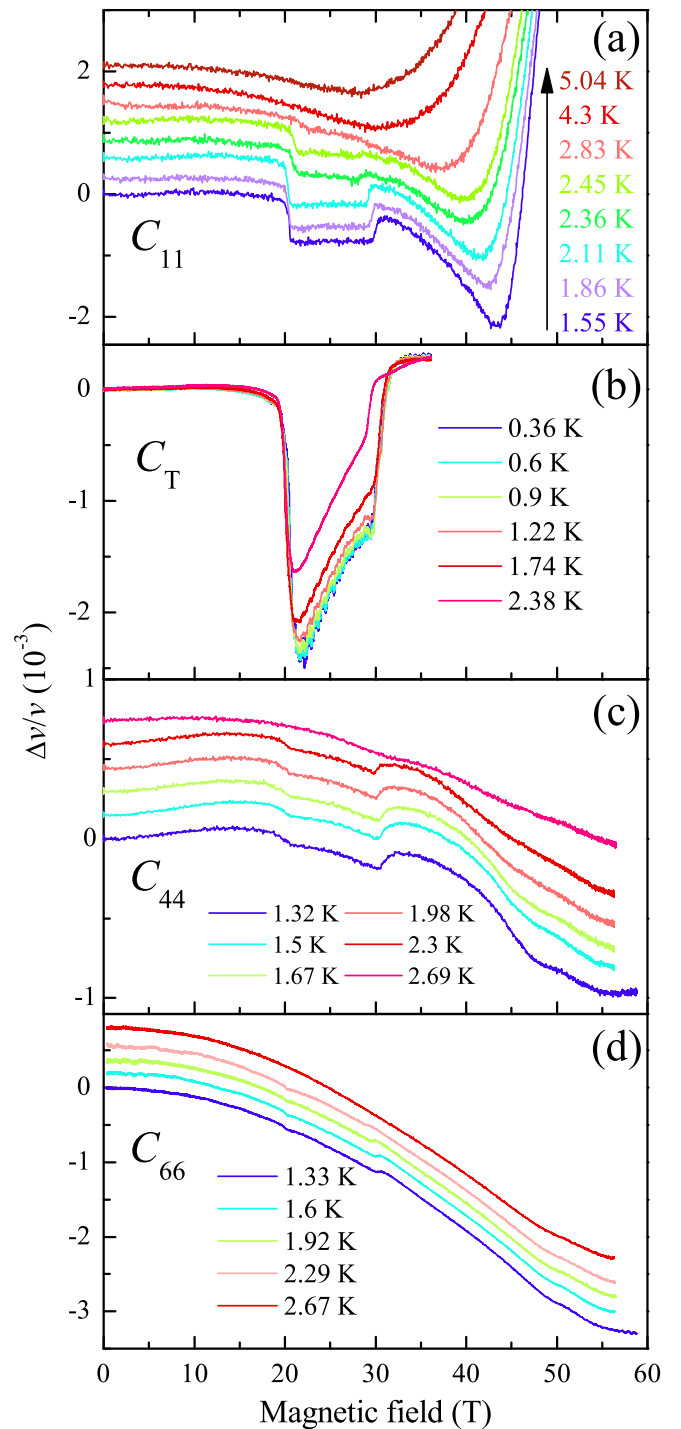 (a)
2
0
-2
C11
5.04 K
4.3 K
2.83 K
2.45 K
2.36 K
2.11 K
1.86 K
1.55 K
(b)
0
-1
-2
CT
0.36 K
0.6 K
0.9 K
1.22 K
1.74 K
2.38 K
Δv/v (10-3)
(c)
1
0
-1
C44
1.32 K
1.98 K
1.5 K
2.3 K
1.67 K
2.69 K
(d)
0
-1
-2
-3
C66
1.33 K
1.6 K
1.92 K
2.29 K
2.67 K
0 10 20 30 40 50 60
Magnetic field (T)